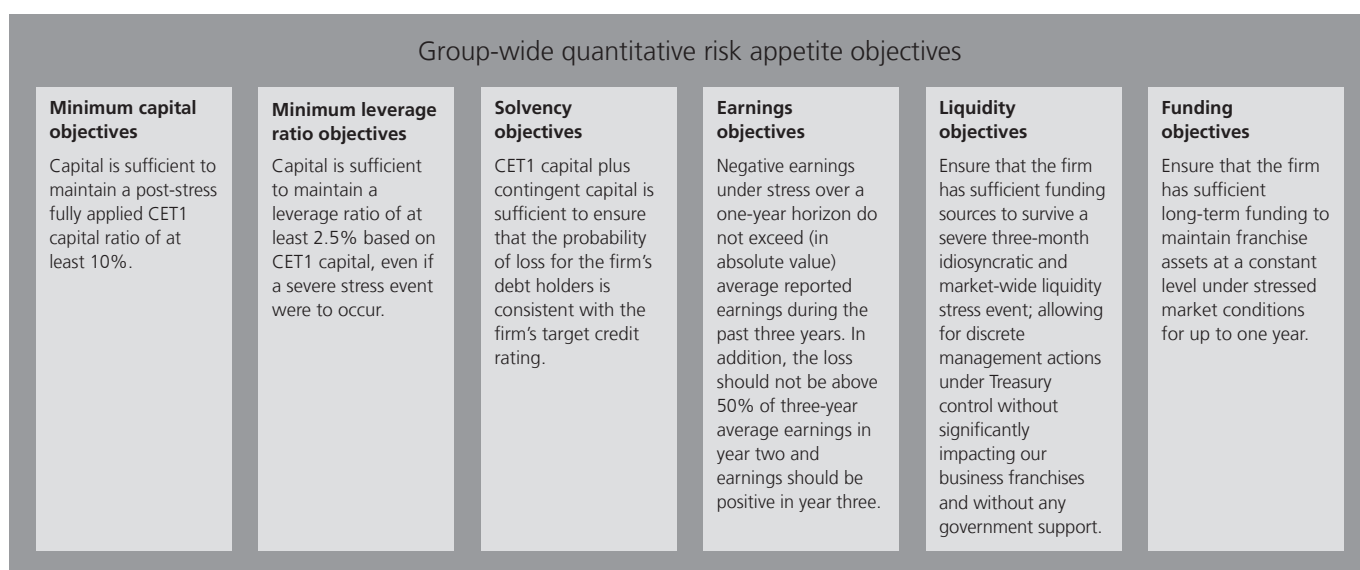 Group-wide quantitative risk appetite objectives
Minimum capital
objectives
Capital is sufficient to
maintain a post-stress
fully applied CET1
capital ratio of at
least 10%.
Minimum leverage
ratio objectives
Capital is sufficient
to maintain a
leverage ratio of at
least 2.5% based on
CET1 capital, even if
a severe stress event
were to occur.
Solvency
objectives
CET1 capital plus
contingent capital is
sufficient to ensure
that the probability
of loss for the firm’s
debt holders is
consistent with the
firm’s target credit
rating.
Earnings
objectives
Negative earnings
under stress over a
one-year horizon do
not exceed (in
absolute value)
average reported
earnings during the
past three years. In
addition, the loss
should not be above
50% of three-year
average earnings in
year two and
earnings should be
positive in year three.
Liquidity
objectives
Ensure that the firm
has sufficient funding
sources to survive a
severe three-month
idiosyncratic and
market-wide liquidity
stress event; allowing
for discrete
management actions
under Treasury
control without
significantly
impacting our
business franchises
and without any
government support.
Funding
objectives
Ensure that the firm
has sufficient
long-term funding to
maintain franchise
assets at a constant
level under stressed
market conditions
for up to one year.